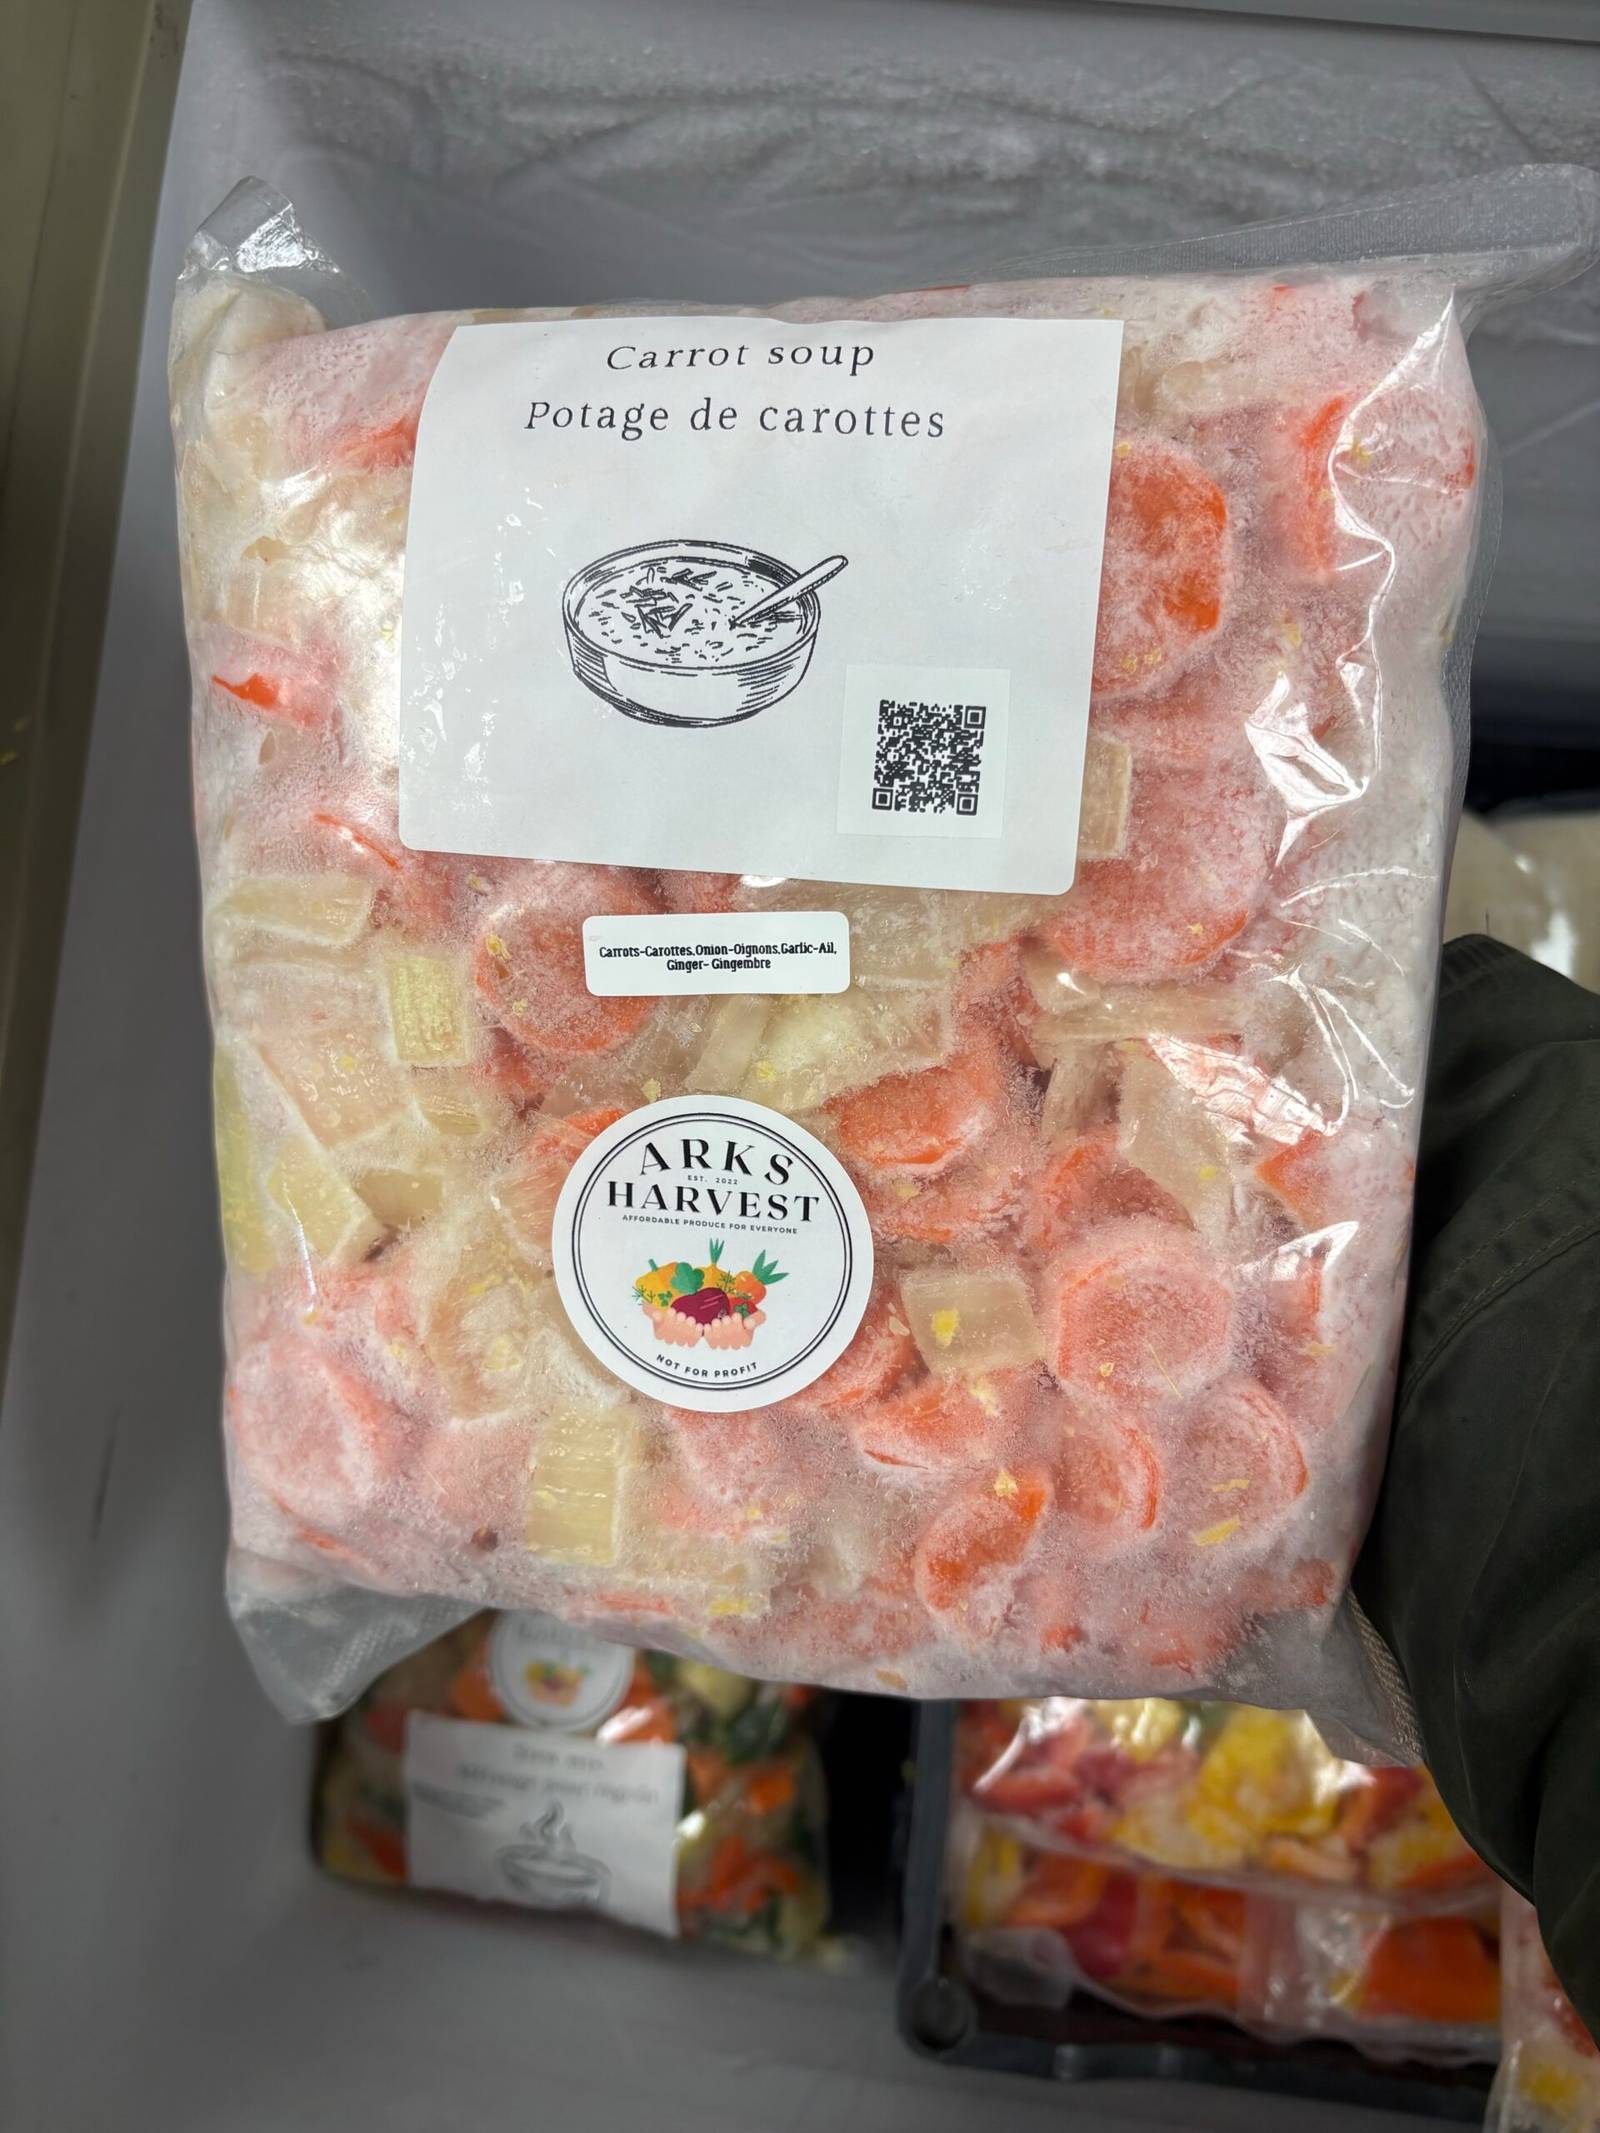 Carrot soup
Potage de carottes
Carrots-Carottes,Onion-Oignons,Garlic-Ail,
Ginger- Gingembre
ARKS
EST. 2022
HARVEST
AFFORDABLE PRODUCE FOR EVERYONE
NOT FOR PROFIT